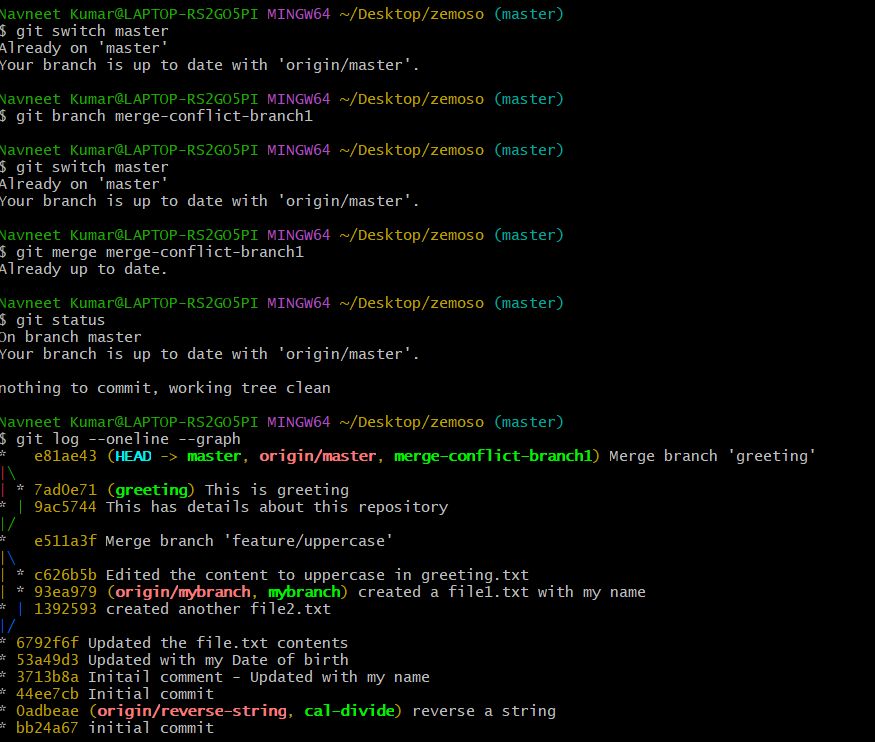 Navneet Kumar@LAPTOP-RS2GO5PI MINGW64 ~/Desktop/zemoso (master)
$ git switch master
Already on 'master'
Your branch is up to date with 'origin/master'.

Navneet Kumar@LAPTOP-RS2GO5PI MINGW64 ~/Desktop/zemoso (master)
$ git branch merge-conflict-branch1

Navneet Kumar@LAPTOP-RS2GO5PI MINGW64 ~/Desktop/zemoso (master)
$ git switch master
Already on 'master'
Your branch is up to date with 'origin/master'.

Navneet Kumar@LAPTOP-RS2GO5PI MINGW64 ~/Desktop/zemoso (master)
$ git merge merge-conflict-branch1
Already up to date.

Navneet Kumar@LAPTOP-RS2GO5PI MINGW64 ~/Desktop/zemoso (master)
$ git status
On branch master
Your branch is up to date with 'origin/master'.

nothing to commit, working tree clean

Navneet Kumar@LAPTOP-RS2GO5PI MINGW64 ~/Desktop/zemoso (master)
$ git log --oneline --graph
*   e81ae43 (HEAD -> master, origin/master, merge-conflict-branch1) Merge branch 'greeting'
|\
| * 7ad0e71 (greeting) This is greeting
* | 9ac5744 This has details about this repository
|/
*   e511a3f Merge branch 'feature/uppercase'
|\
| * c626b5b Edited the content to uppercase in greeting.txt
| * 93ea979 (origin/mybranch, mybranch) created a file1.txt with my name
* | 1392593 created another file2.txt
|/
* 6792f6f Updated the file.txt contents
* 53a49d3 Updated with my Date of birth
* 3713b8a Initail comment - Updated with my name
* 44ee7cb Initial commit
* 0adbeae (origin/reverse-string, cal-divide) reverse a string
* bb24a67 initial commit